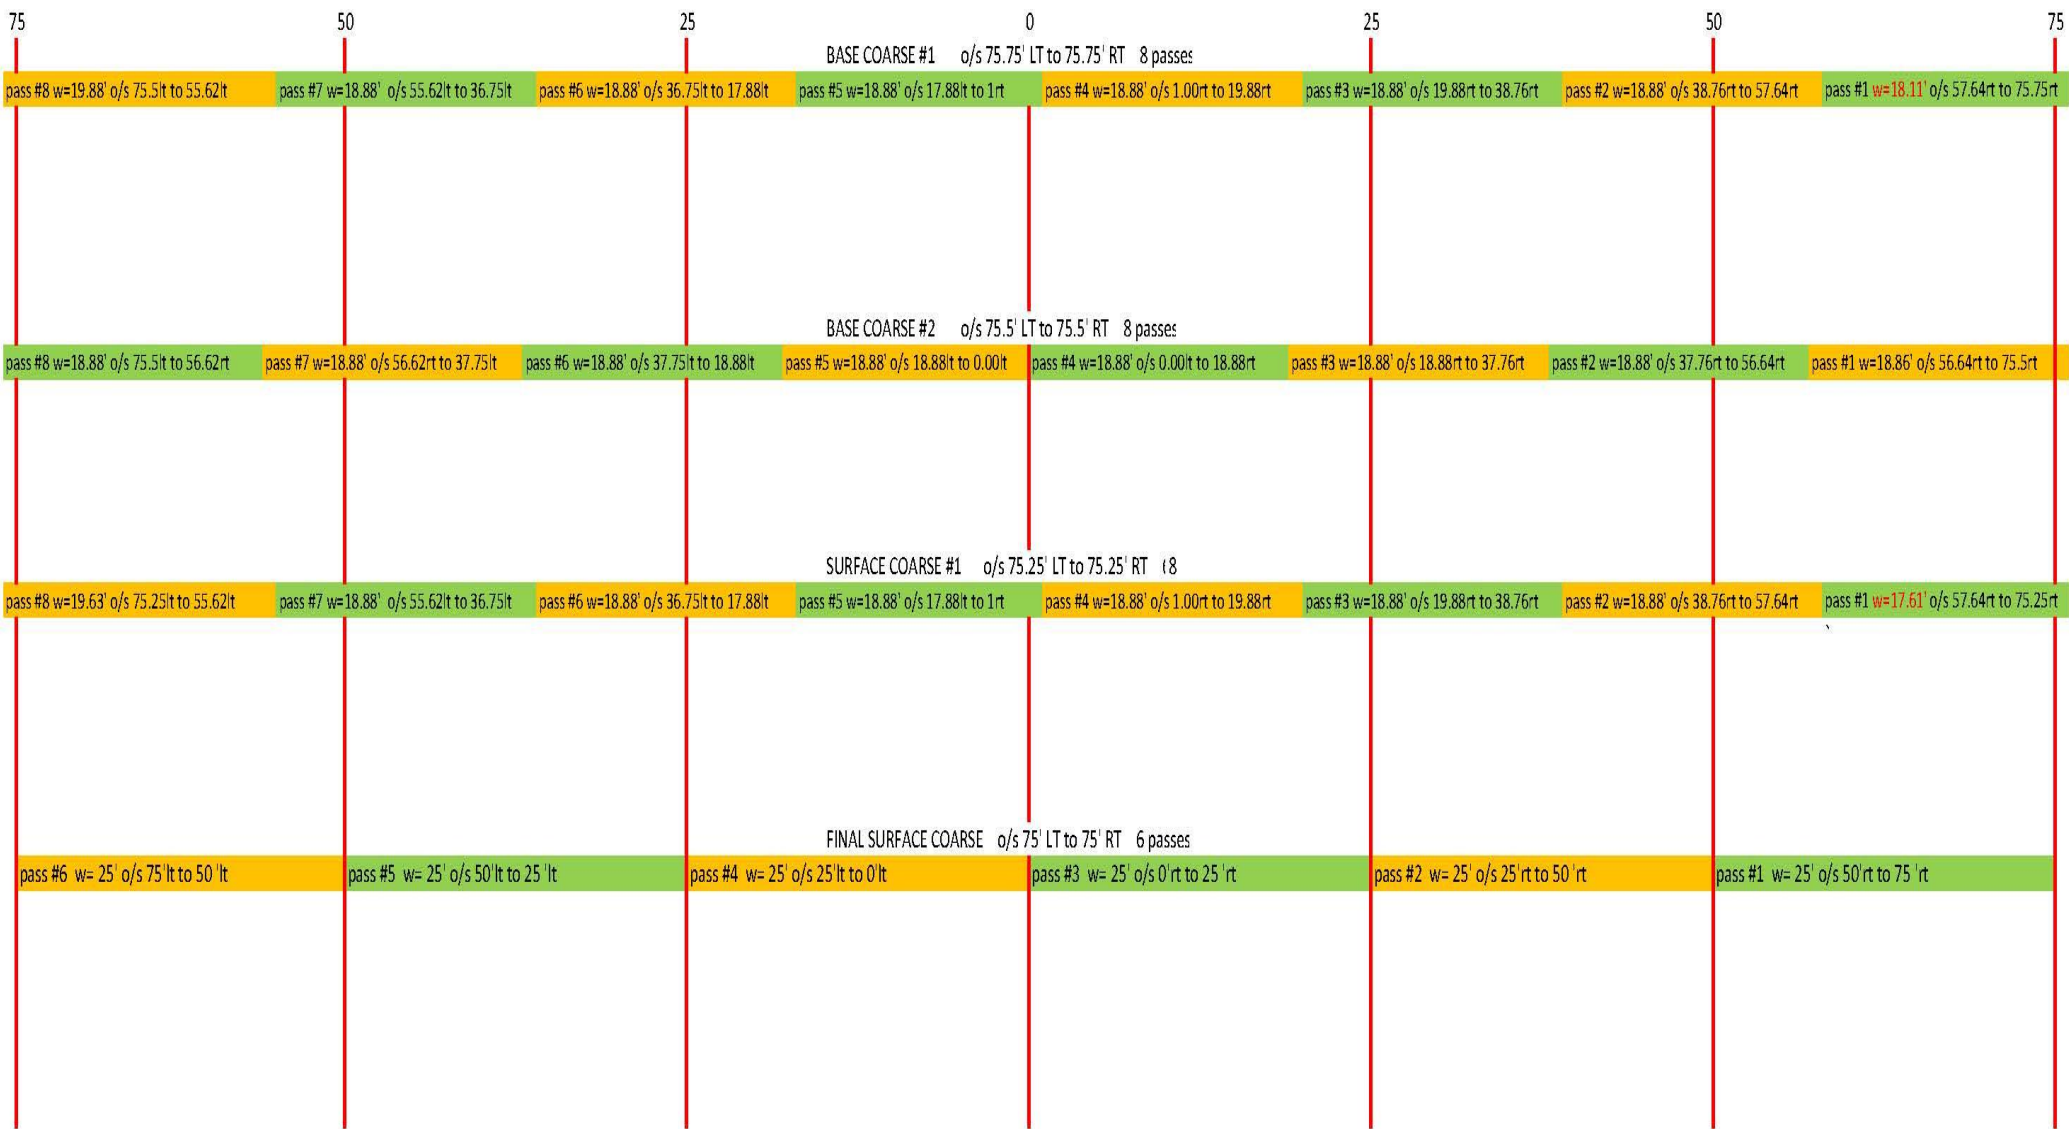 75 50 25 0 25 50 75
BASE COARSE #1 o/s 75.75' LT to 75.75' RT 8 passes
pass #8 w=19.88' o/s 75.5lt to 55.62lt pass #7 w=18.88' o/s 55.62lt to 36.75lt pass #6 w=18.88' o/s 36.75lt to 17.88lt pass #5 w=18.88' o/s 17.88lt to 1rt pass #4 w=18.88' o/s 1.00rt to 19.88rt pass #3 w=18.88' o/s 19.88rt to 38.76rt pass #2 w=18.88' o/s 38.76rt to 57.64rt pass #1 w=18.11' o/s 57.64rt to 75.75rt
BASE COARSE #2 o/s 75.5' LT to 75.5' RT 8 passes
pass #8 w=18.88' o/s 75.5lt to 56.62rt pass #7 w=18.88' o/s 56.62rt to 37.75lt pass #6 w=18.88' o/s 37.75lt to 18.88lt pass #5 w=18.88' o/s 18.88lt to 0.00lt pass #4 w=18.88' o/s 0.00lt to 18.88rt pass #3 w=18.88' o/s 18.88rt to 37.76rt pass #2 w=18.88' o/s 37.76rt to 56.64rt pass #1 w=18.86' o/s 56.64rt to 75.5rt
SURFACE COARSE #1 o/s 75.25' LT to 75.25' RT 8
pass #8 w=19.63' o/s 75.25lt to 55.62lt pass #7 w=18.88' o/s 55.62lt to 36.75lt pass #6 w=18.88' o/s 36.75lt to 17.88lt pass #5 w=18.88' o/s 17.88lt to 1rt pass #4 w=18.88' o/s 1.00rt to 19.88rt pass #3 w=18.88' o/s 19.88rt to 38.76rt pass #2 w=18.88' o/s 38.76rt to 57.64rt pass #1 w=17.61' o/s 57.64rt to 75.25rt
`
FINAL SURFACE COARSE o/s 75' LT to 75' RT 6 passes
pass #6 w= 25' o/s 75'lt to 50 'lt pass #5 w= 25' o/s 50'lt to 25 'lt pass #4 w= 25' o/s 25'lt to 0'lt pass #3 w= 25' o/s 0'rt to 25 'rt pass #2 w= 25' o/s 25'rt to 50 'rt pass #1 w= 25' o/s 50'rt to 75 'rt